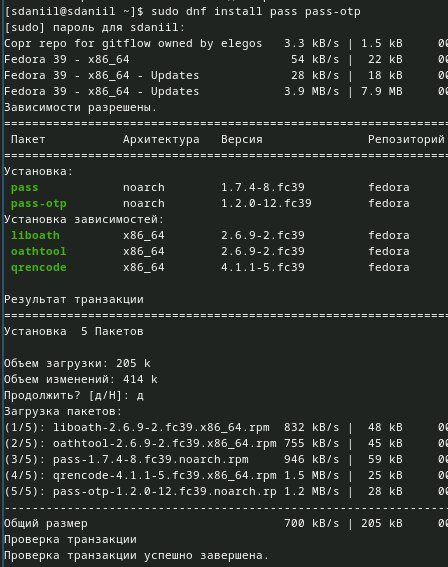 [sdaniil@sdaniil ~]$ sudo dnf install pass pass-otp
[sudo] пароль для sdaniil:
Copr repo for gitflow owned by elegos   3.3 kB/s | 1.5 kB     00
Fedora 39 - x86_64                       54 kB/s |  22 kB     00
Fedora 39 - x86_64 - Updates             28 kB/s |  18 kB     00
Fedora 39 - x86_64 - Updates            3.9 MB/s | 7.9 MB     00
Зависимости разрешены.
================================================================
 Пакет           Архитектура   Версия               Репозиторий
================================================================
Установка:
 pass            noarch        1.7.4-8.fc39         fedora
 pass-otp        noarch        1.2.0-12.fc39        fedora
Установка зависимостей:
 liboath         x86_64        2.6.9-2.fc39         fedora
 oathtool        x86_64        2.6.9-2.fc39         fedora
 qrencode        x86_64        4.1.1-5.fc39         fedora

Результат транзакции
================================================================
Установка  5 Пакетов

Объем загрузки: 205 k
Объем изменений: 414 k
Продолжить? [д/Н]: д
Загрузка пакетов:
(1/5): liboath-2.6.9-2.fc39.x86_64.rpm  832 kB/s |  48 kB     00
(2/5): oathtool-2.6.9-2.fc39.x86_64.rpm 755 kB/s |  45 kB     00
(3/5): pass-1.7.4-8.fc39.noarch.rpm     946 kB/s |  59 kB     00
(4/5): qrencode-4.1.1-5.fc39.x86_64.rpm 1.5 MB/s |  25 kB     00
(5/5): pass-otp-1.2.0-12.fc39.noarch.rp 1.2 MB/s |  28 kB     00
----------------------------------------------------------------
Общий размер                            700 kB/s | 205 kB     00
Проверка транзакции
Проверка транзакции успешно завершена.